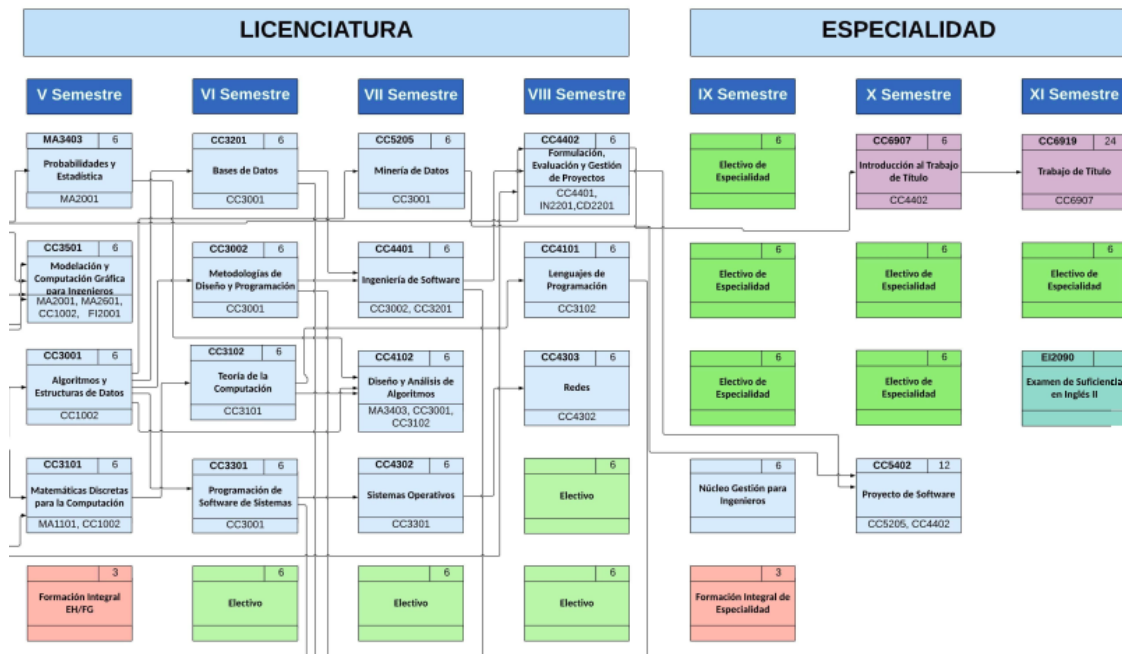 LICENCIATURA
ESPECIALIDAD
V Semestre
VI Semestre
VII Semestre
VIII Semestre
IX Semestre
X Semestre
XI Semestre
MA3403 6
Probabilidades y
Estadística
MA2001
CC3201 6
Bases de Datos
CC3001
CC5205 6
Minería de Datos
CC3001
CC4402 6
Formulación,
Evaluación y Gestión
de Proyectos
CC4401,
IN2201,CD2201
6
Electivo de
Especialidad
CC6907 6
Introducción al Trabajo
de Título
CC4402
CC6919 24
Trabajo de Título
CC6907
CC3501 6
Modelación y
Computación Gráfica
para Ingenieros
MA2001, MA2601,
CC1002, FI2001
CC3002 6
Metodologías de
Diseño y Programación
CC3001
CC4401 6
Ingeniería de Software
CC3002, CC3201
CC4101 6
Lenguajes de
Programación
CC3102
6
Electivo de
Especialidad
6
Electivo de
Especialidad
6
Electivo de
Especialidad
CC3001 6
Algoritmos y
Estructuras de Datos
CC1002
CC3102 6
Teoría de la
Computación
CC3101
CC4102 6
Diseño y Análisis de
Algoritmos
MA3403, CC3001,
CC3102
CC4303 6
Redes
CC4302
6
Electivo de
Especialidad
6
Electivo de
Especialidad
EI2090
Examen de Suficiencia
en Inglés II
CC3101 6
Matemáticas Discretas
para la Computación
MA1101, CC1002
CC3301 6
Programación de
Software de Sistemas
CC3001
CC4302 6
Sistemas Operativos
CC3301
6
Electivo
6
Núcleo Gestión para
Ingenieros
CC5402 12
Proyecto de Software
CC5205, CC4402
3
Formación Integral
EH/FG
6
Electivo
6
Electivo
6
Electivo
3
Formación Integral de
Especialidad